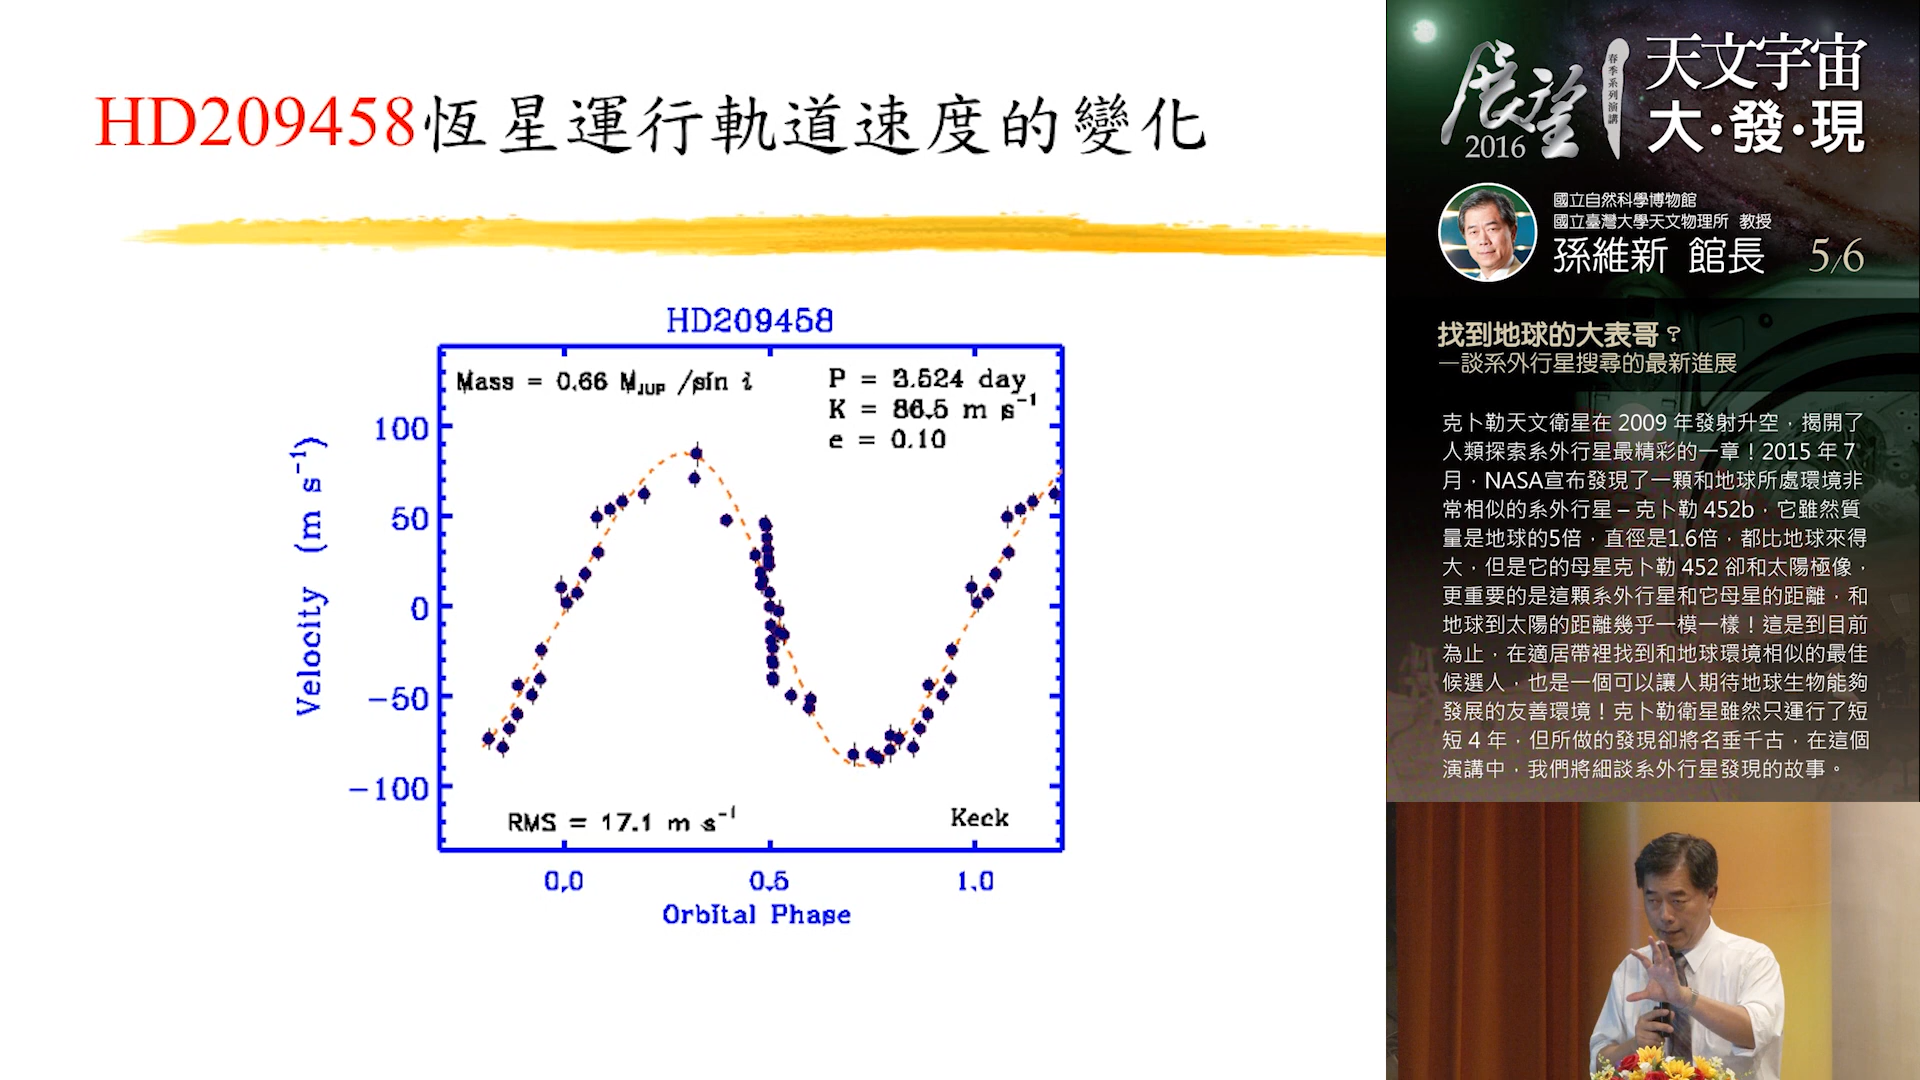 HD209458恆星運行軌道速度的變化
HD209458
Mass = 0.66 MJUP /sin i
P = 3.524 day
K = 86.5 m s⁻¹
e = 0.10
Velocity (m s⁻¹)
100
50
0
−50
−100
RMS = 17.1 m s⁻¹
Keck
0.0
0.5
1.0
Orbital Phase
展望
2016
春季系列演講
天文宇宙
大·發·現
國立自然科學博物館
國立臺灣大學天文物理所 教授
孫維新 館長 5/6
找到地球的大表哥?
—談系外行星搜尋的最新進展
克卜勒天文衛星在 2009 年發射升空，揭開了
人類探索系外行星最精彩的一章！2015 年 7
月，NASA宣布發現了一顆和地球所處環境非
常相似的系外行星 – 克卜勒 452b，它雖然質
量是地球的5倍，直徑是1.6倍，都比地球來得
大，但是它的母星克卜勒 452 卻和太陽極像，
更重要的是這顆系外行星和它母星的距離，和
地球到太陽的距離幾乎一模一樣！這是到目前
為止，在適居帶裡找到和地球環境相似的最佳
候選人，也是一個可以讓人期待地球生物能夠
發展的友善環境！克卜勒衛星雖然只運行了短
短 4 年，但所做的發現卻將名垂千古，在這個
演講中，我們將細談系外行星發現的故事。